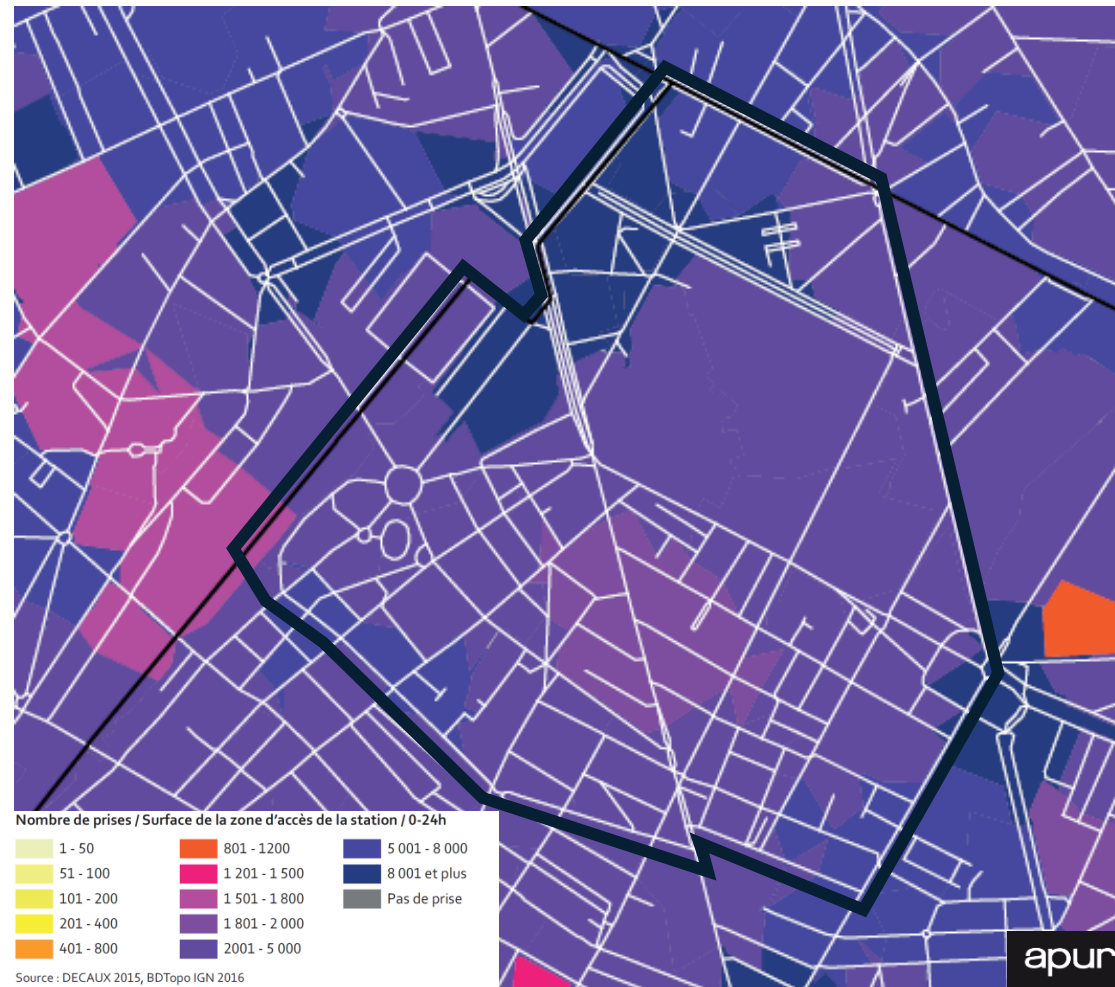 Nombre de prises / Surface de la zone d'accès de la station / 0-24h
1 - 50
51 - 100
101 - 200
201 - 400
401 - 800
801 - 1200
1 201 - 1 500
1 501 - 1 800
1 801 - 2 000
2001 - 5 000
5 001 - 8 000
8 001 et plus
Pas de prise
Source : DECAUX 2015, BDTopo IGN 2016
apur